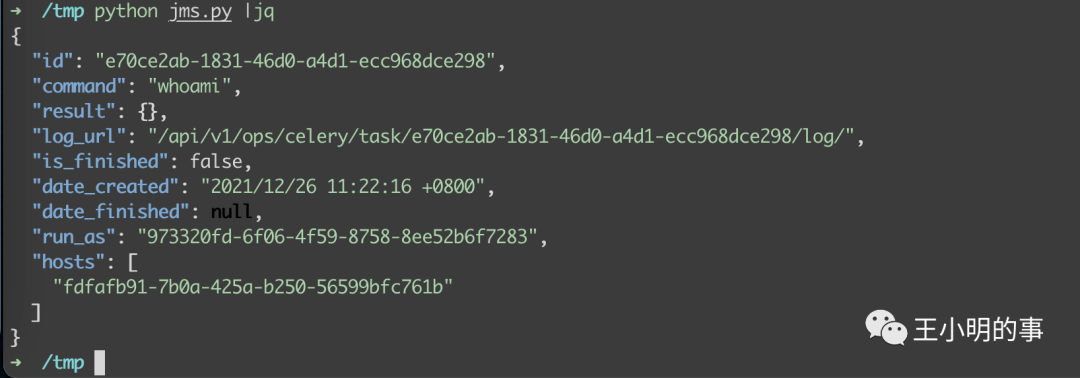 → /tmp python jms.py |jq
{
"id": "e70ce2ab-1831-46d0-a4d1-ecc968dce298",
"command": "whoami",
"result": {},
"log_url": "/api/v1/ops/celery/task/e70ce2ab-1831-46d0-a4d1-ecc968dce298/log/",
"is_finished": false,
"date_created": "2021/12/26 11:22:16 +0800",
"date_finished": null,
"run_as": "973320fd-6f06-4f59-8758-8ee52b6f7283",
"hosts": [
"fdfafb91-7b0a-425a-b250-56599bfc761b"
]
}
→ /tmp
王小明的事